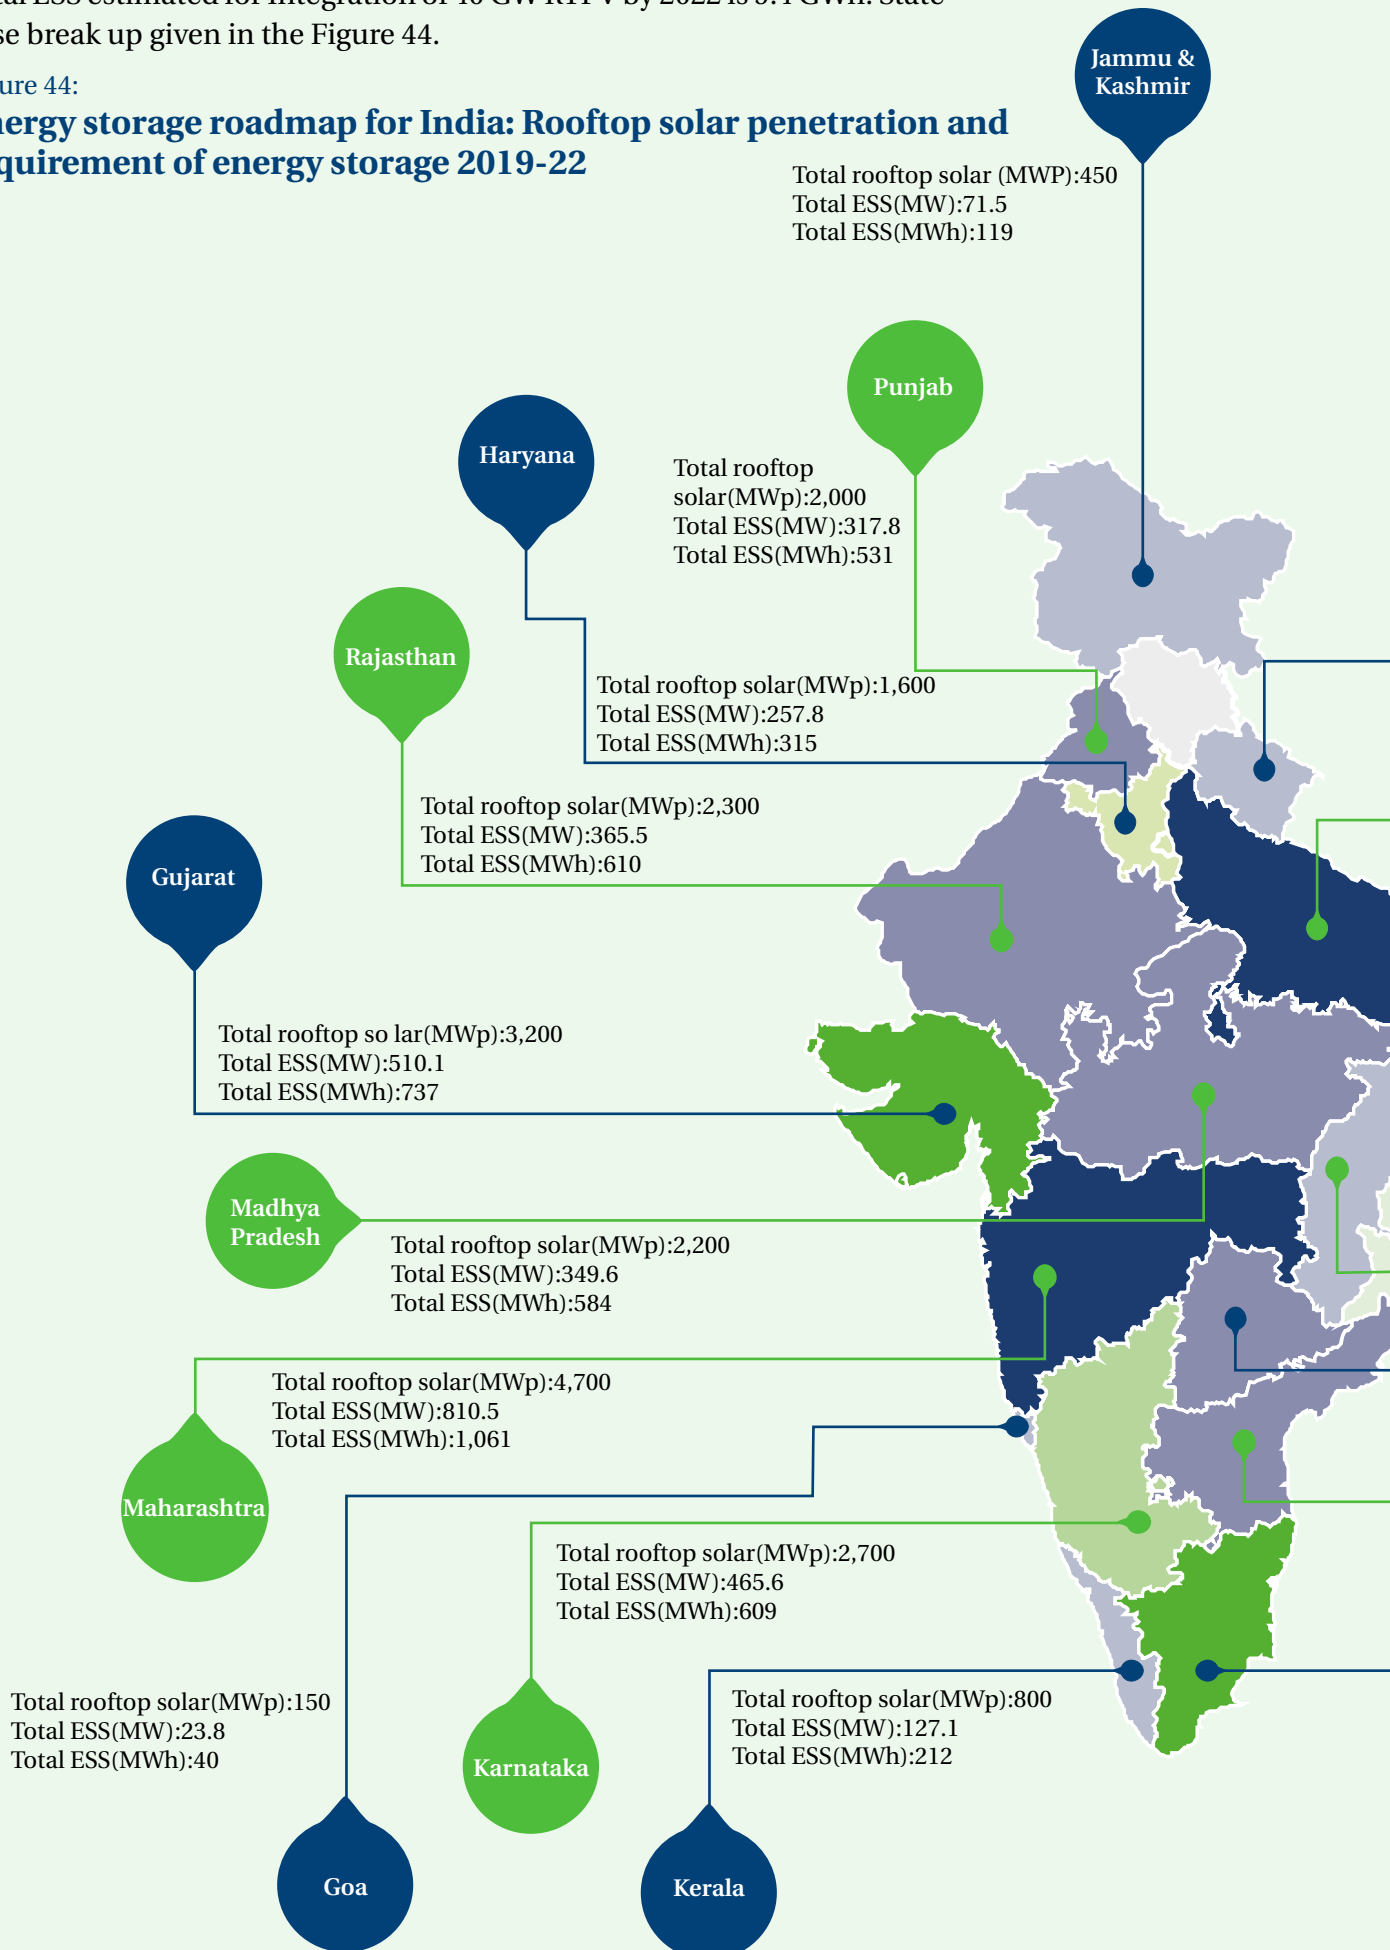 se break up given in the Figure 44.
ure 44:
nergy storage roadmap for India: Rooftop solar penetration and
quirement of energy storage 2019-22
Jammu &
Kashmir
Total rooftop solar (MWP):450
Total ESS(MW):71.5
Total ESS(MWh):119
Punjab
Total rooftop
solar(MWp):2,000
Total ESS(MW):317.8
Total ESS(MWh):531
Haryana
Total rooftop solar(MWp):1,600
Total ESS(MW):257.8
Total ESS(MWh):315
Rajasthan
Total rooftop solar(MWp):2,300
Total ESS(MW):365.5
Total ESS(MWh):610
Gujarat
Total rooftop so lar(MWp):3,200
Total ESS(MW):510.1
Total ESS(MWh):737
Madhya
Pradesh
Total rooftop solar(MWp):2,200
Total ESS(MW):349.6
Total ESS(MWh):584
Total rooftop solar(MWp):4,700
Total ESS(MW):810.5
Total ESS(MWh):1,061
Maharashtra
Total rooftop solar(MWp):2,700
Total ESS(MW):465.6
Total ESS(MWh):609
Karnataka
Total rooftop solar(MWp):150
Total ESS(MW):23.8
Total ESS(MWh):40
Goa
Total rooftop solar(MWp):800
Total ESS(MW):127.1
Total ESS(MWh):212
Kerala